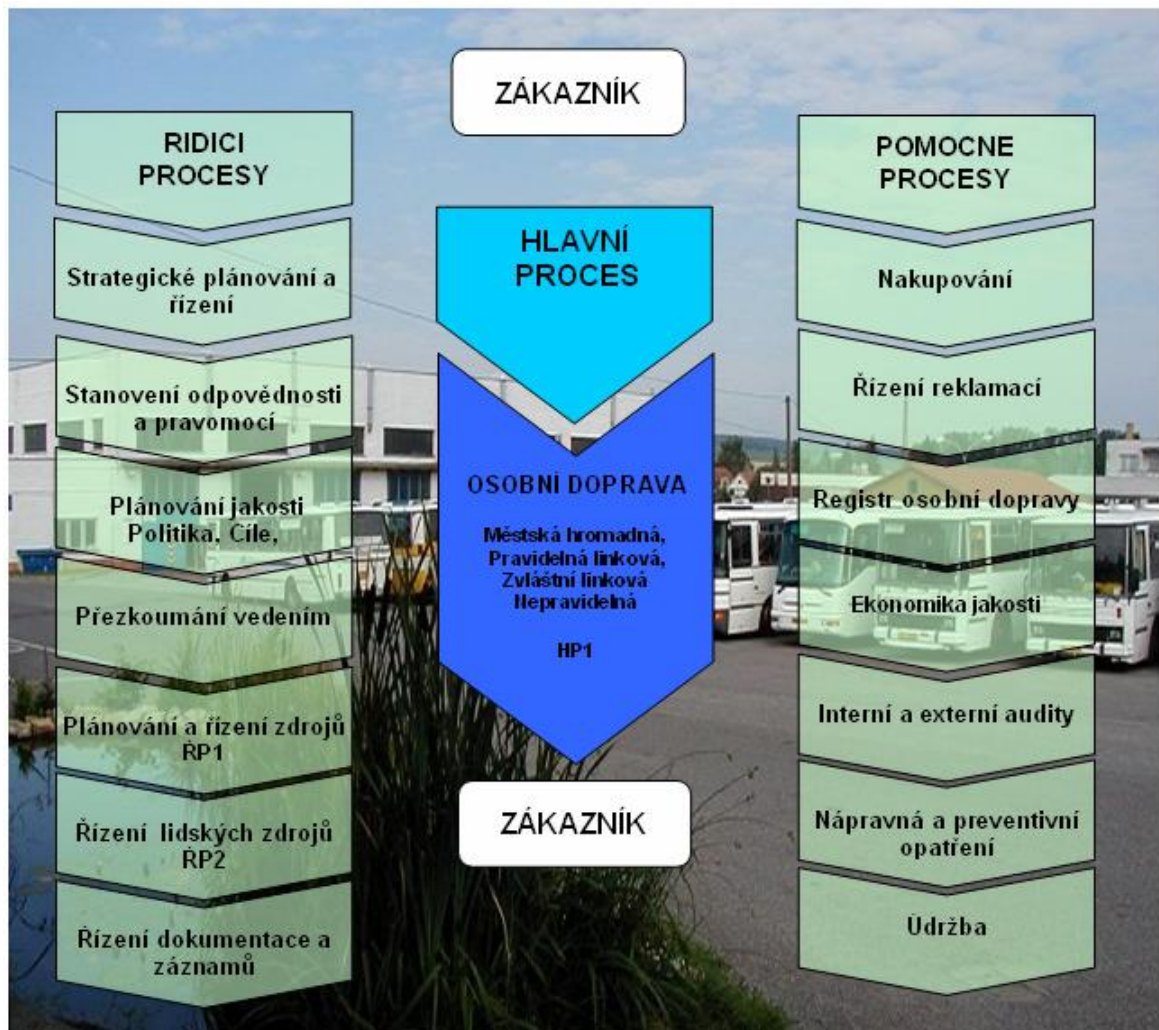 ZÁKAZNÍK
RIDICI
PROCESY
Strategické plánování a
řízení
Stanovení odpovědnosti
a pravomocí
Plánování jakosti
Politika, Cíle,
Přezkoumání vedením
Plánování a řízení zdrojů
ŘP1
Řízení lidských zdrojů
ŘP2
Řízení dokumentace a
záznamů
HLAVNÍ
PROCES
OSOBNÍ DOPRAVA
Městská hromadná,
Pravidelná linková,
Zvláštní linková
Nepravidelná
HP1
ZÁKAZNÍK
POMOCNE
PROCESY
Nakupování
Řízení reklamací
Registr osobní dopravy
Ekonomika jakosti
Interní a externí audity
Nápravná a preventivní
opatření
Údržba